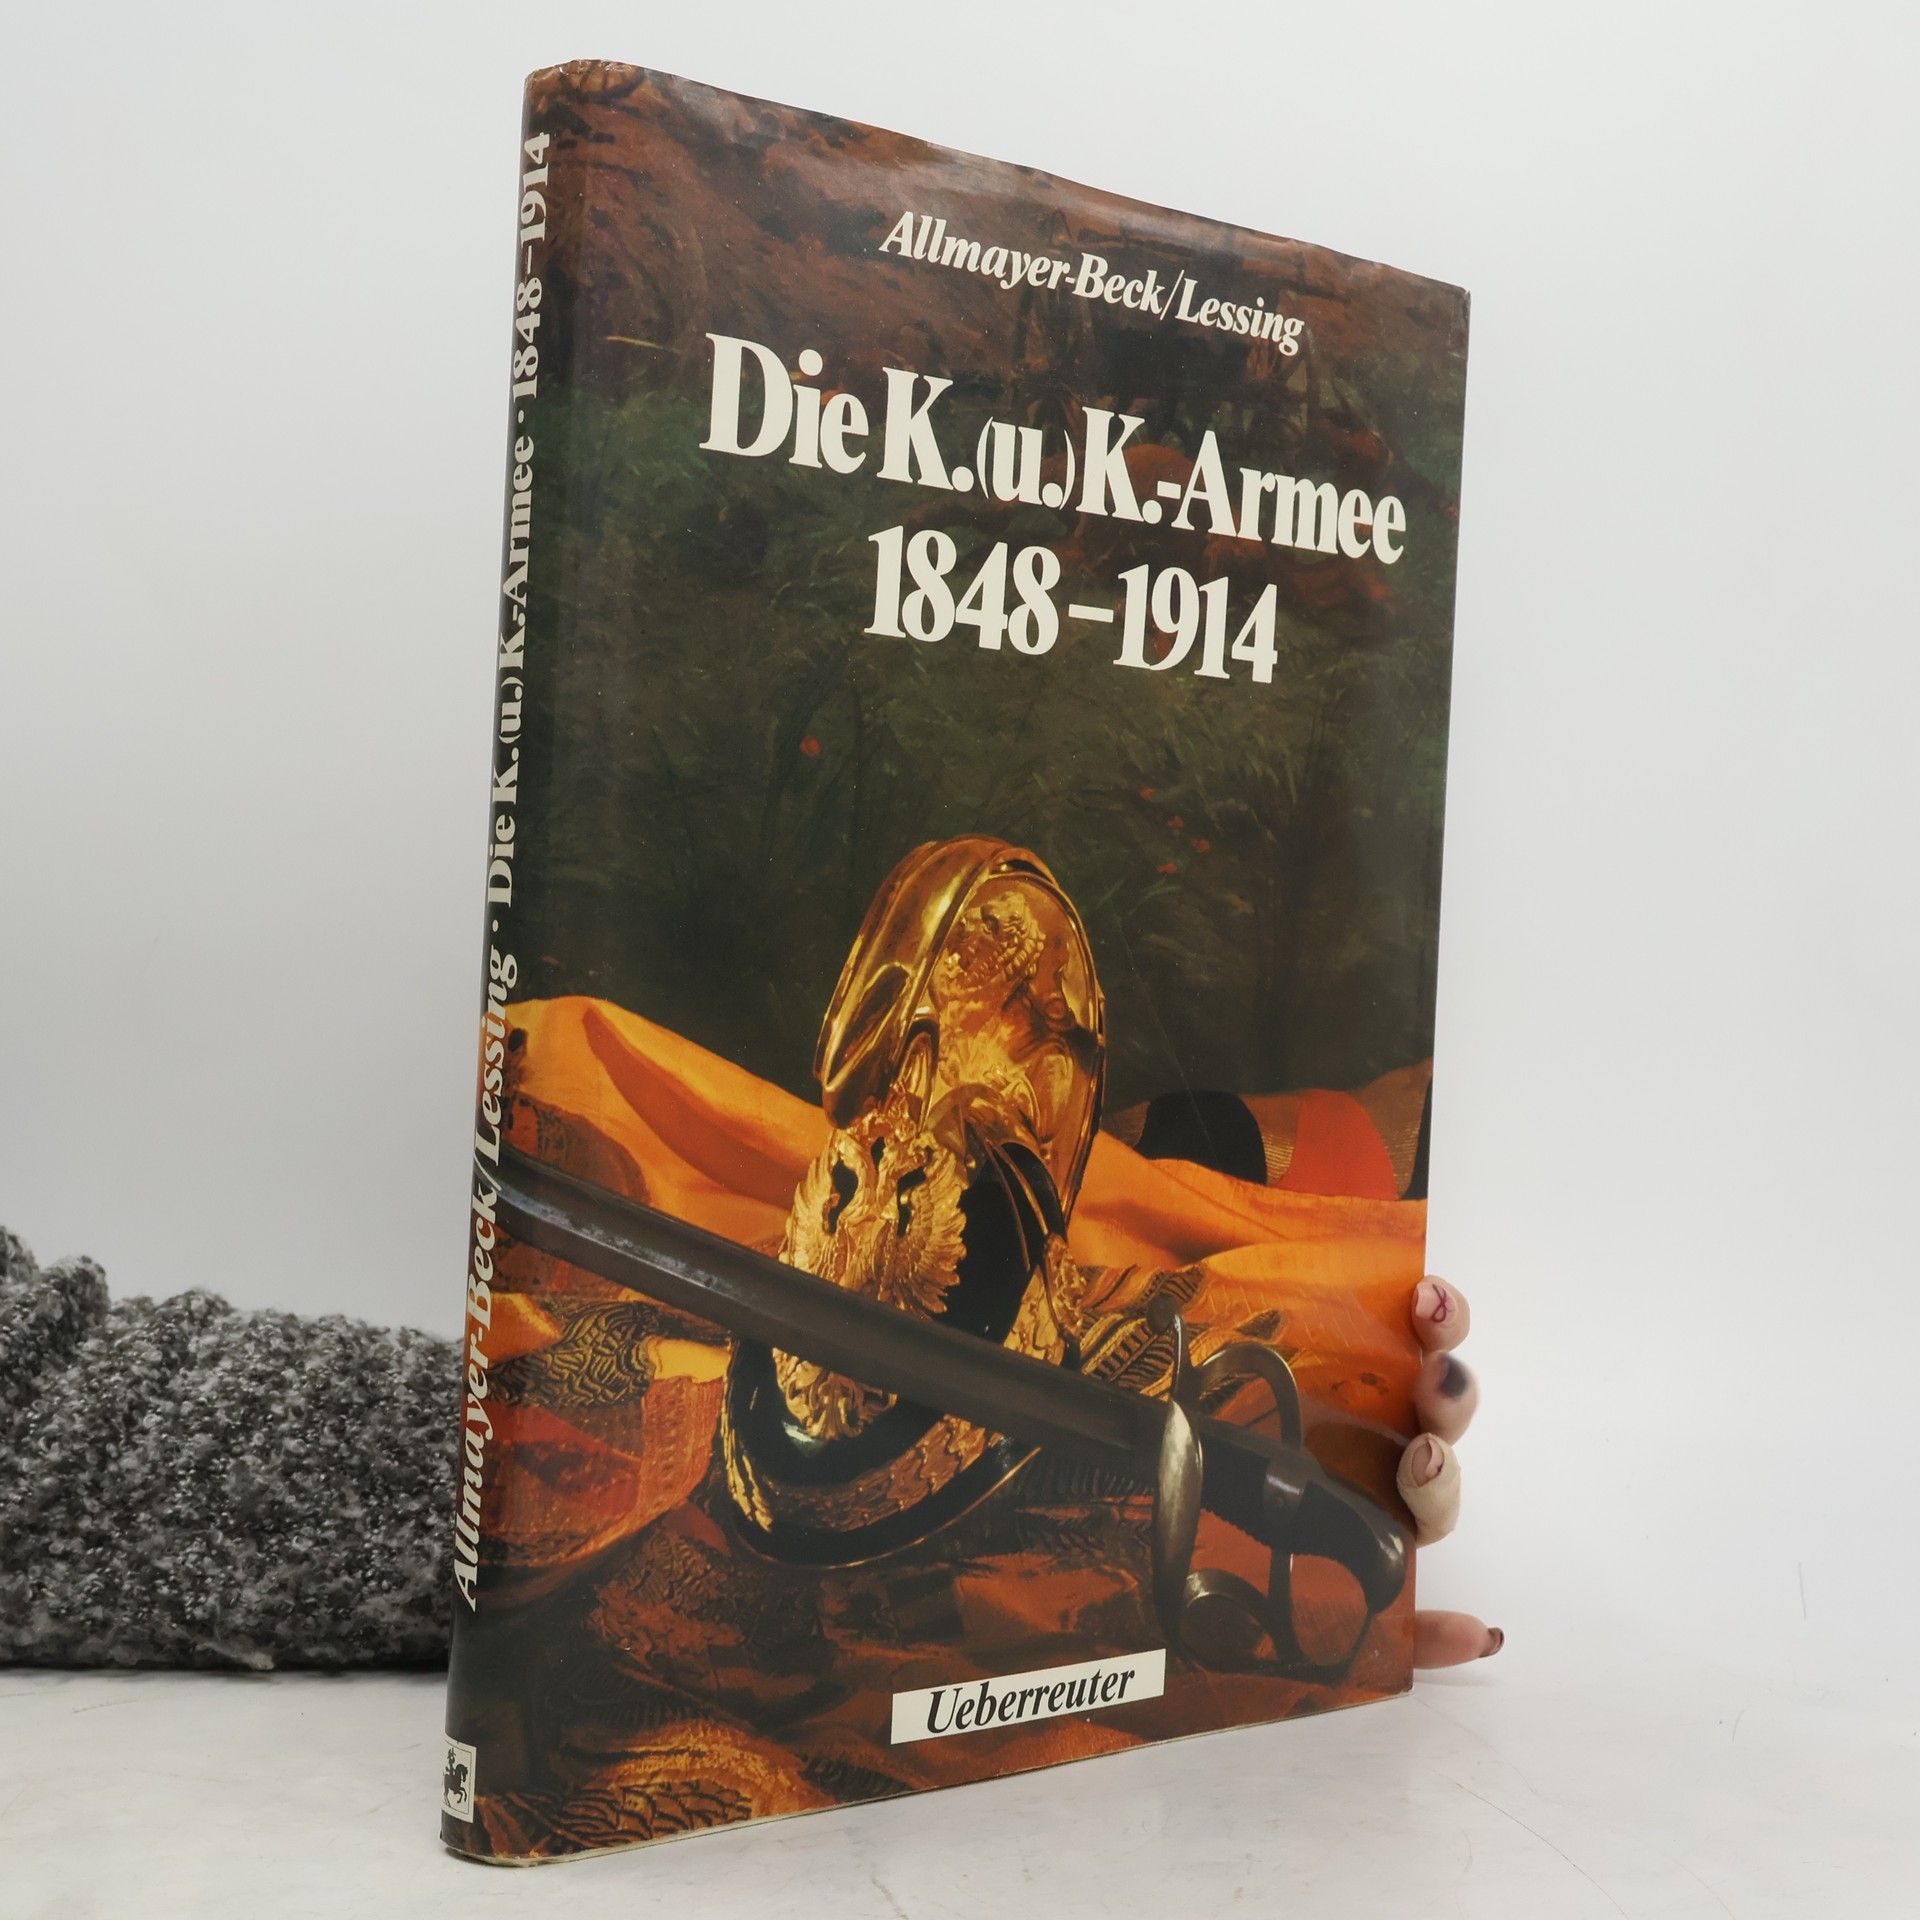 Allmayer-Beck/Lessing
Die K.(u.) K.-Armee
1848–1914
Ueberreuter
Allmayer-Beck/Lessing · Die K.(u.) K.-Armee · 1848–1914